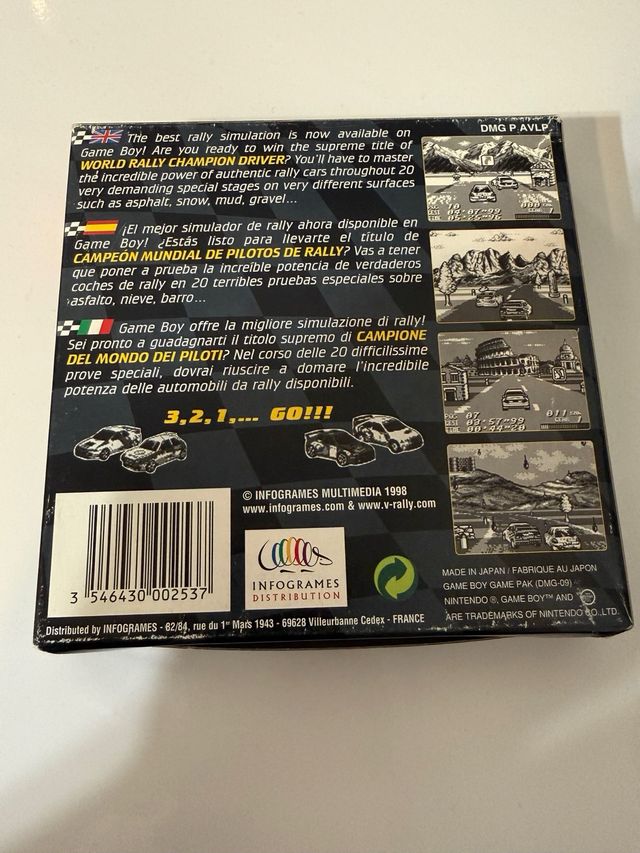 DMG P AVLP
The best rally simulation is now available on
Game Boy! Are you ready to win the supreme title of
WORLD RALLY CHAMPION DRIVER? You'll have to master
the incredible power of authentic rally cars throughout 20
very demanding special stages on very different surfaces
such as asphalt, snow, mud, gravel...
¡El mejor simulador de rally ahora disponible en
Game Boy! ¿Estás listo para llevarte el título de
CAMPEÓN MUNDIAL DE PILOTOS DE RALLY? Vas a tener
que poner a prueba la increíble potencia de verdaderos
coches de rally en 20 terribles pruebas especiales sobre
asfalto, nieve, barro...
Game Boy offre la migliore simulazione di rally!
Sei pronto a guadagnarti il titolo supremo di CAMPIONE
DEL MONDO DEI PILOTI? Nel corso delle 20 difficilissime
prove speciali, dovrai riuscire a domare l'incredibile
potenza delle automobili da rally disponibili.
3,2,1,... GO!!!
© INFOGRAMES MULTIMEDIA 1998
www.infogrames.com & www.v-rally.com
3 546430 002537
INFOGRAMES
DISTRIBUTION
MADE IN JAPAN / FABRIQUE AU JAPON
GAME BOY GAME PAK (DMG-09)
NINTENDO ®, GAME BOY™ AND
ARE TRADEMARKS OF NINTENDO CO.,LTD.
Distributed by INFOGRAMES - 62/84, rue du 1er Mars 1943 - 69628 Villeurbanne Cedex - FRANCE